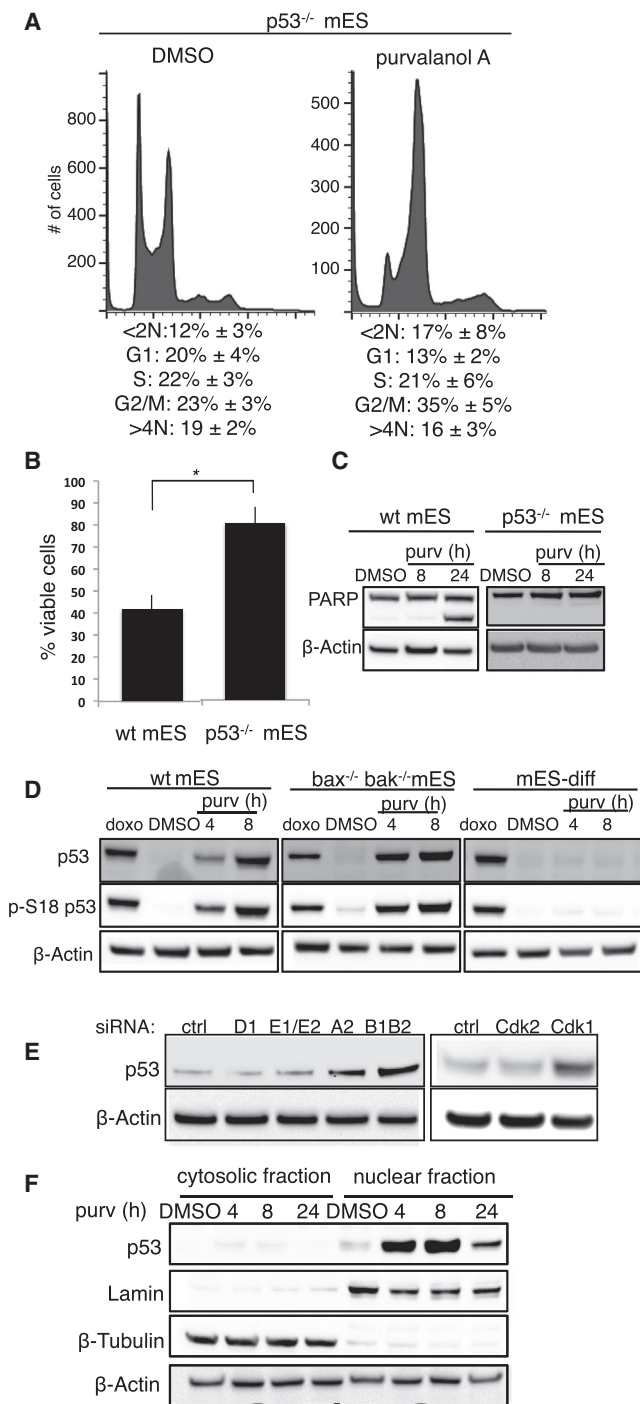 A
p53-/- mES
DMSO
purvalanol A
# of cells
800
600
400
200
500
400
300
200
100
<2N:12% ± 3%
G1: 20% ± 4%
S: 22% ± 3%
G2/M: 23% ± 3%
>4N: 19 ± 2%
<2N: 17% ± 8%
G1: 13% ± 2%
S: 21% ± 6%
G2/M: 35% ± 5%
>4N: 16 ± 3%
B
% viable cells
100
90
80
70
60
50
40
30
20
10
0
*
wt mES p53-/- mES
C
wt mES p53-/- mES
purv (h) purv (h)
DMSO 8 24 DMSO 8 24
PARP
β-Actin
D
wt mES bax-/- bak-/-mES mES-diff
purv (h) purv (h) purv (h)
doxo DMSO 4 8 doxo DMSO 4 8 doxo DMSO 4 8
p53
p-S18 p53
β-Actin
E
siRNA: ctrl D1 E1/E2 A2 B1B2 ctrl Cdk2 Cdk1
p53
β-Actin
F
cytosolic fraction nuclear fraction
purv (h) DMSO 4 8 24 DMSO 4 8 24
p53
Lamin
β-Tubulin
β-Actin